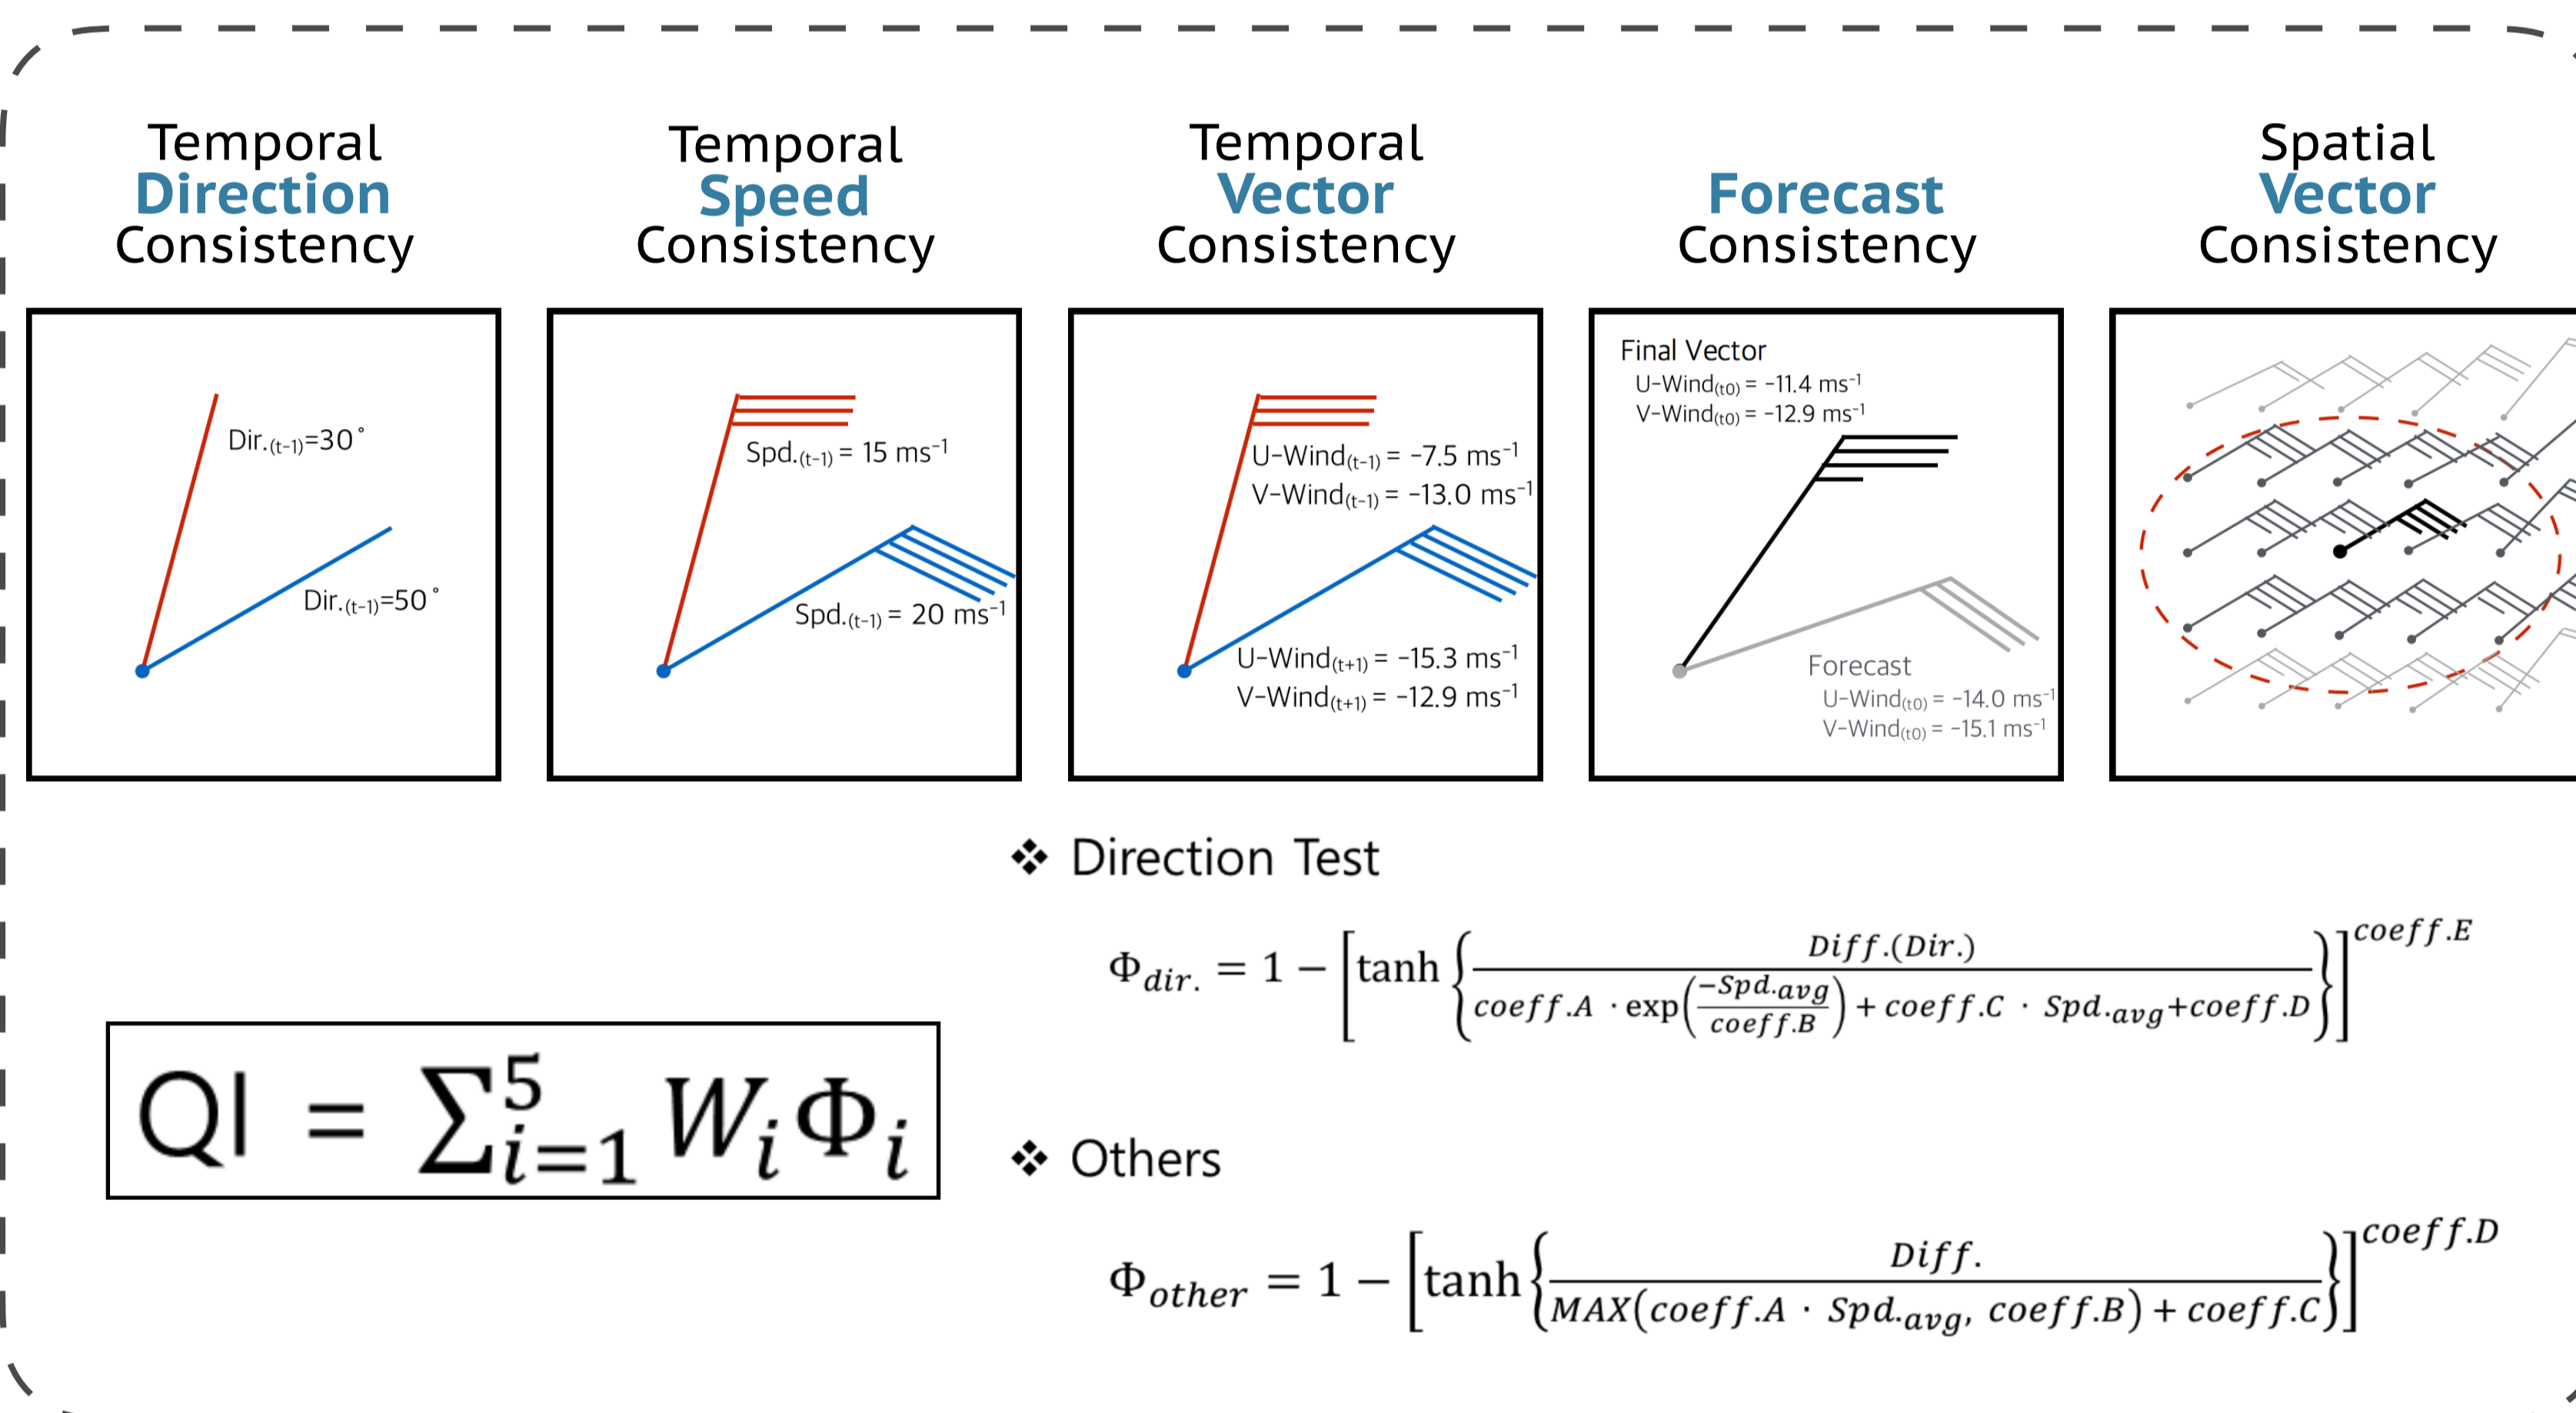 Temporal
Direction
Consistency
Temporal
Speed
Consistency
Temporal
Vector
Consistency
Forecast
Consistency
Spatial
Vector
Consistency
Dir.(t-1)=30°
Dir.(t-1)=50°
Spd.(t-1) = 15 ms⁻¹
Spd.(t-1) = 20 ms⁻¹
U-Wind(t-1) = -7.5 ms⁻¹
V-Wind(t-1) = -13.0 ms⁻¹
U-Wind(t+1) = -15.3 ms⁻¹
V-Wind(t+1) = -12.9 ms⁻¹
Final Vector
U-Wind(t0) = -11.4 ms⁻¹
V-Wind(t0) = -12.9 ms⁻¹
Forecast
U-Wind(t0) = -14.0 ms⁻¹
V-Wind(t0) = -15.1 ms⁻¹
QI = ∑⁵ᵢ₌₁ WᵢΦᵢ
❖ Direction Test
Φdir. = 1 − [tanh {Diff.(Dir.) / (coeff.A · exp(−Spd.avg / coeff.B) + coeff.C · Spd.avg+coeff.D)}]^coeff.E
❖ Others
Φother = 1 − [tanh {Diff. / (MAX(coeff.A · Spd.avg, coeff.B) + coeff.C)}]^coeff.D